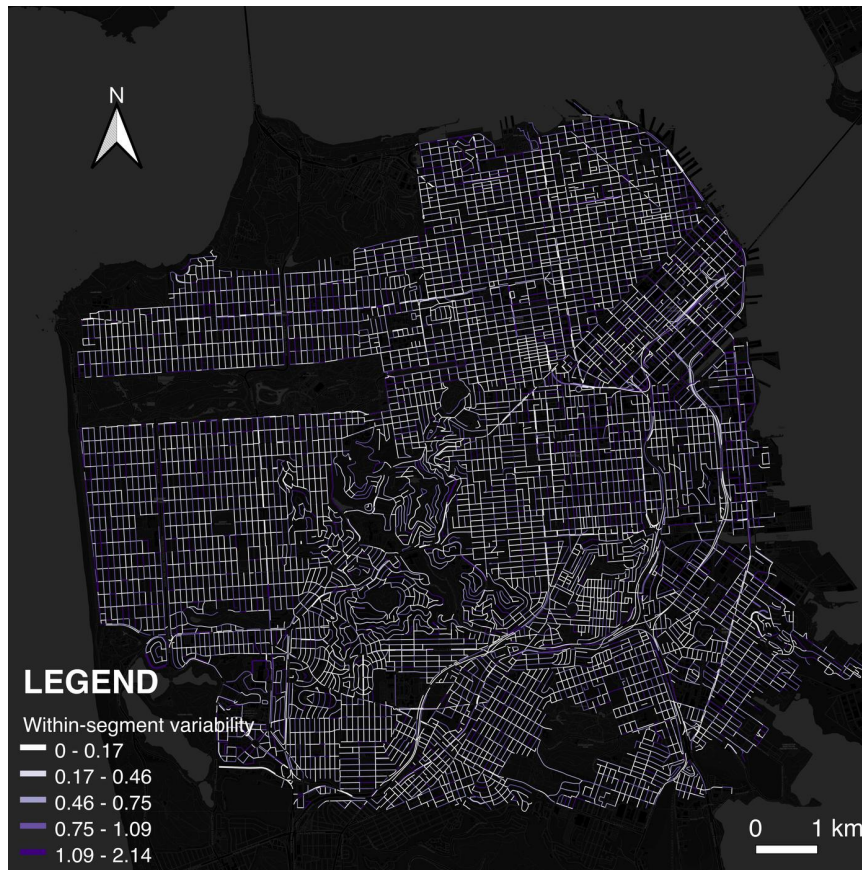 N
LEGEND
Within-segment variability
0 - 0.17
0.17 - 0.46
0.46 - 0.75
0.75 - 1.09
1.09 - 2.14
0 1 km